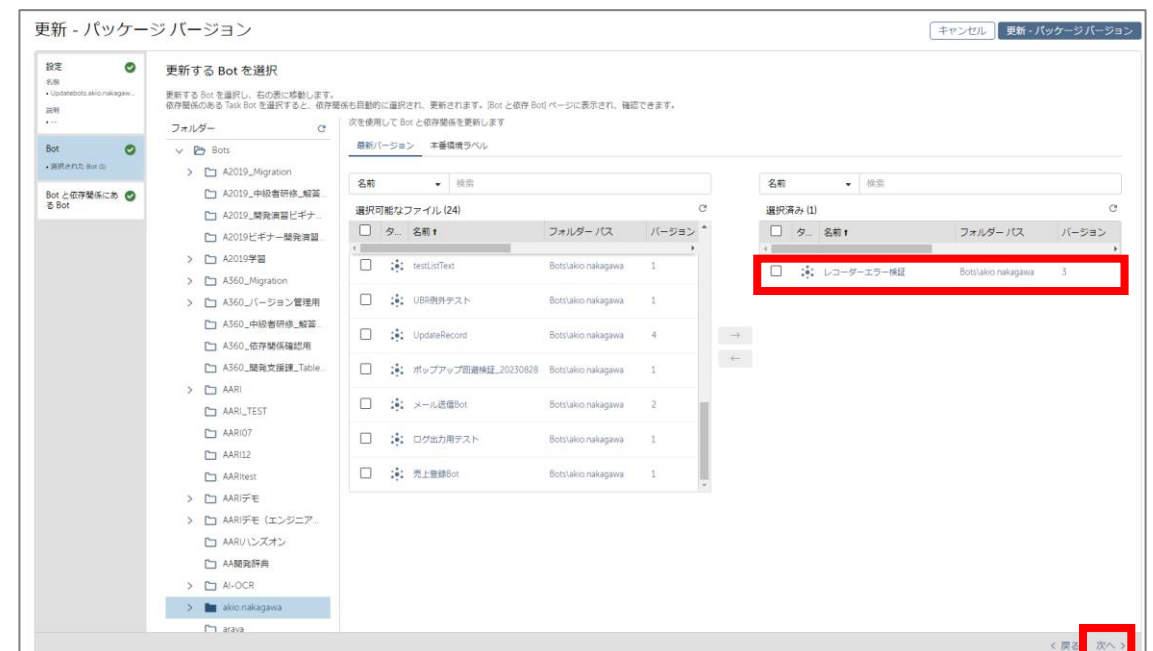 更新 - パッケージ バージョン
キャンセル
更新 - パッケージ バージョン
設定
名前
• Updatebots.akio.nakagaw...
説明
• --
Bot
• 選択された Bot (1)
Bot と依存関係にあ
る Bot
更新する Bot を選択
更新する Bot を選択し、右の表に移動します。
依存関係のある Task Bot を選択すると、依存関係も自動的に選択され、更新されます。[Bot と依存 Bot] ページに表示され、確認できます。
フォルダー
Bots
A2019_Migration
A2019_中級者研修_解答...
A2019_開発演習ビギナ...
A2019ビギナー開発演習...
A2019学習
A360_Migration
A360_バージョン管理用
A360_中級者研修_解答...
A360_依存関係確認用
A360_開発支援課_Table...
AARI
AARI_TEST
AARI07
AARI12
AARItest
AARIデモ
AARIデモ（エンジニア...
AARIハンズオン
AA開発辞典
AI-OCR
akio.nakagawa
araya
次を使用して Bot と依存関係を更新します
最新バージョン 本番環境ラベル
名前 検索
選択可能なファイル (24)
タ... 名前 フォルダー パス バージョン
testListText Bots\akio.nakagawa 1
UBR例外テスト Bots\akio.nakagawa 1
UpdateRecord Bots\akio.nakagawa 4
ポップアップ回避検証_20230828 Bots\akio.nakagawa 1
メール送信Bot Bots\akio.nakagawa 2
ログ出力用テスト Bots\akio.nakagawa 1
売上登録Bot Bots\akio.nakagawa 1
名前 検索
選択済み (1)
タ... 名前 フォルダー パス バージョン
レコーダーエラー検証 Bots\akio.nakagawa 3
戻る 次へ